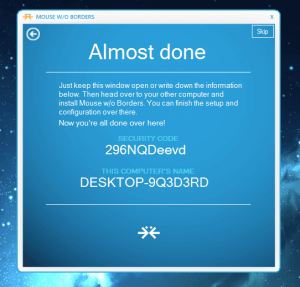 MOUSE W/O BORDERS
x
Skip
Almost done
Just keep this window open or write down the information
below. Then head over to your other computer and
install Mouse w/o Borders. You can finish the setup and
configuration over there.
Now you're all done over here!
SECURITY CODE
296NQDeevd
THIS COMPUTER'S NAME
DESKTOP-9Q3D3RD